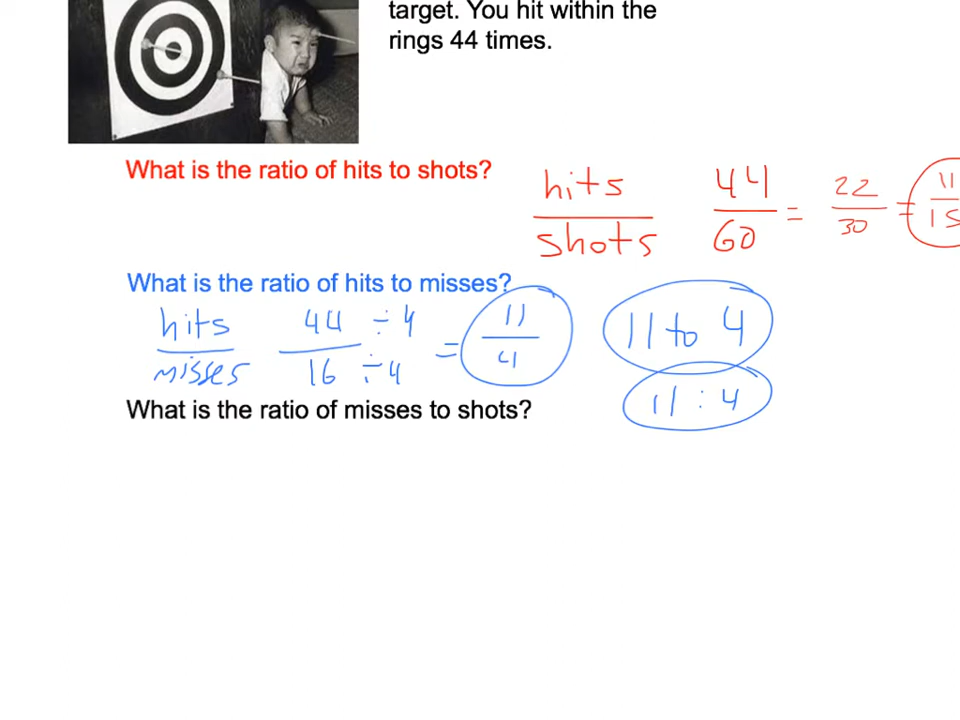 target. You hit within the
rings 44 times.
What is the ratio of hits to shots?
hits 44 = 22 = 11
shots 60 30 15
What is the ratio of hits to misses?
hits 44 ÷ 4 = 11 11 to 4
misses 16 ÷ 4 4
11 : 4
What is the ratio of misses to shots?